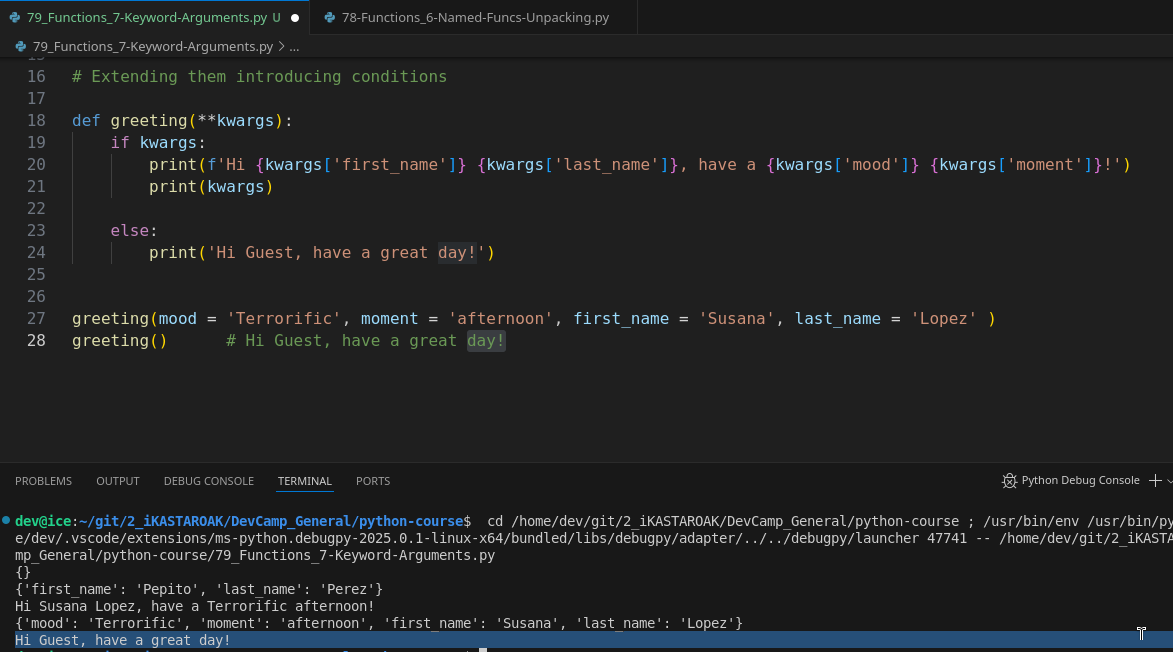 79_Functions_7-Keyword-Arguments.py U
78-Functions_6-Named-Funcs-Unpacking.py
79_Functions_7-Keyword-Arguments.py > ...
16 # Extending them introducing conditions
17
18 def greeting(**kwargs):
19     if kwargs:
20         print(f'Hi {kwargs['first_name']} {kwargs['last_name']}, have a {kwargs['mood']} {kwargs['moment']}!')
21         print(kwargs)
22
23     else:
24         print('Hi Guest, have a great day!')
25
26
27 greeting(mood = 'Terrorific', moment = 'afternoon', first_name = 'Susana', last_name = 'Lopez' )
28 greeting()      # Hi Guest, have a great day!
PROBLEMS OUTPUT DEBUG CONSOLE TERMINAL PORTS Python Debug Console
dev@ice:~/git/2_iKASTAROAK/DevCamp_General/python-course$  cd /home/dev/git/2_iKASTAROAK/DevCamp_General/python-course ; /usr/bin/env /usr/bin/py
e/dev/.vscode/extensions/ms-python.debugpy-2025.0.1-linux-x64/bundled/libs/debugpy/adapter/../../debugpy/launcher 47741 -- /home/dev/git/2_iKASTA
mp_General/python-course/79_Functions_7-Keyword-Arguments.py
{}
{'first_name': 'Pepito', 'last_name': 'Perez'}
Hi Susana Lopez, have a Terrorific afternoon!
{'mood': 'Terrorific', 'moment': 'afternoon', 'first_name': 'Susana', 'last_name': 'Lopez'}
Hi Guest, have a great day!